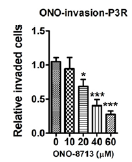 ONO-invasion-P3R
Relative invaded cells
1.5
1.0
0.5
0.0
*
***
***
0 10 20 40 60
ONO-8713 (μM)